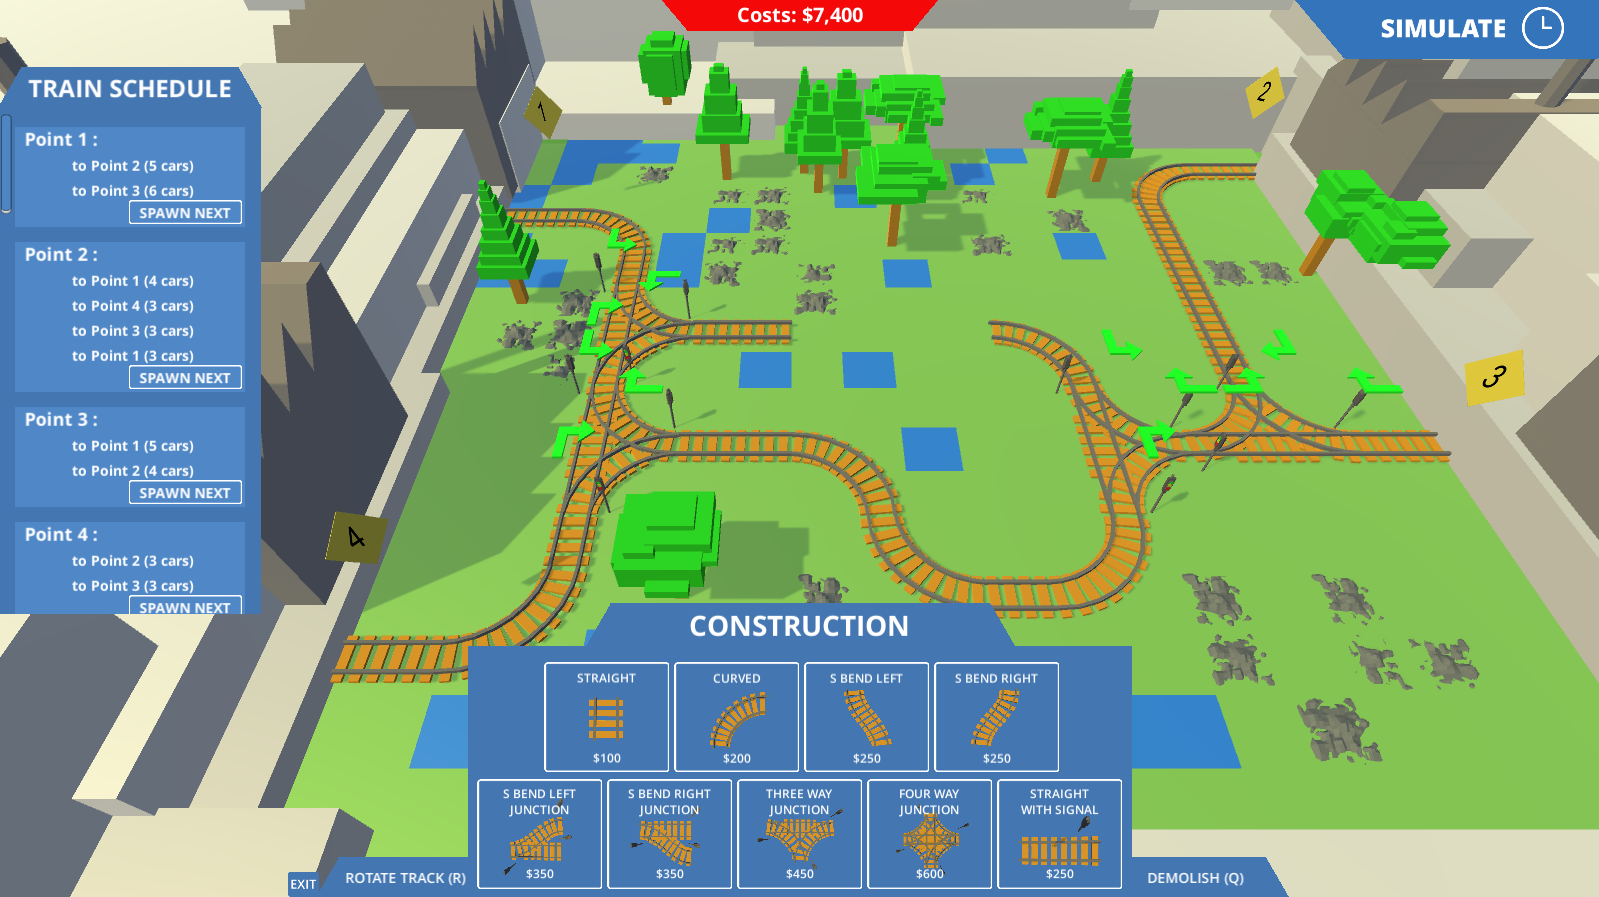 Costs: $7,400
SIMULATE
TRAIN SCHEDULE
Point 1 :
to Point 2 (5 cars)
to Point 3 (6 cars)
SPAWN NEXT
Point 2 :
to Point 1 (4 cars)
to Point 4 (3 cars)
to Point 3 (3 cars)
to Point 1 (3 cars)
SPAWN NEXT
Point 3 :
to Point 1 (5 cars)
to Point 2 (4 cars)
SPAWN NEXT
Point 4 :
to Point 2 (3 cars)
to Point 3 (3 cars)
SPAWN NEXT
1
2
3
4
CONSTRUCTION
STRAIGHT
$100
CURVED
$200
S BEND LEFT
$250
S BEND RIGHT
$250
S BEND LEFT
JUNCTION
$350
S BEND RIGHT
JUNCTION
$350
THREE WAY
JUNCTION
$450
FOUR WAY
JUNCTION
$600
STRAIGHT
WITH SIGNAL
$250
EXIT
ROTATE TRACK (R)
DEMOLISH (Q)